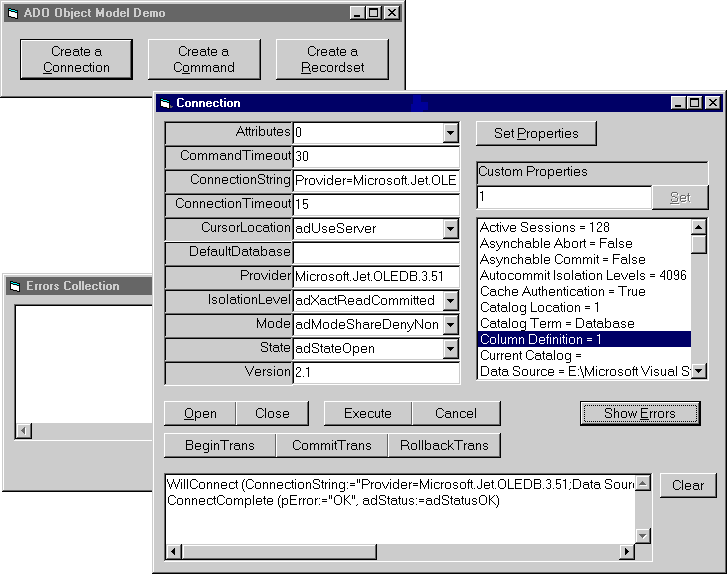 ADO Object Model Demo
Create a Connection
Create a Command
Create a Recordset
Connection
Attributes 0
CommandTimeout 30
ConnectionString Provider=Microsoft.Jet.OLE
ConnectionTimeout 15
CursorLocation adUseServer
DefaultDatabase
Provider Microsoft.Jet.OLEDB.3.51
IsolationLevel adXactReadCommitted
Mode adModeShareDenyNon
State adStateOpen
Version 2.1
Set Properties
Custom Properties
1 Set
Active Sessions = 128
Asynchable Abort = False
Asynchable Commit = False
Autocommit Isolation Levels = 4096
Cache Authentication = True
Catalog Location = 1
Catalog Term = Database
Column Definition = 1
Current Catalog =
Data Source = E:\Microsoft Visual S
Errors Collection
Open Close Execute Cancel Show Errors
BeginTrans CommitTrans RollbackTrans
WillConnect (ConnectionString:="Provider=Microsoft.Jet.OLEDB.3.51;Data Sour
ConnectComplete (pError:="OK", adStatus:=adStatusOK)
Clear